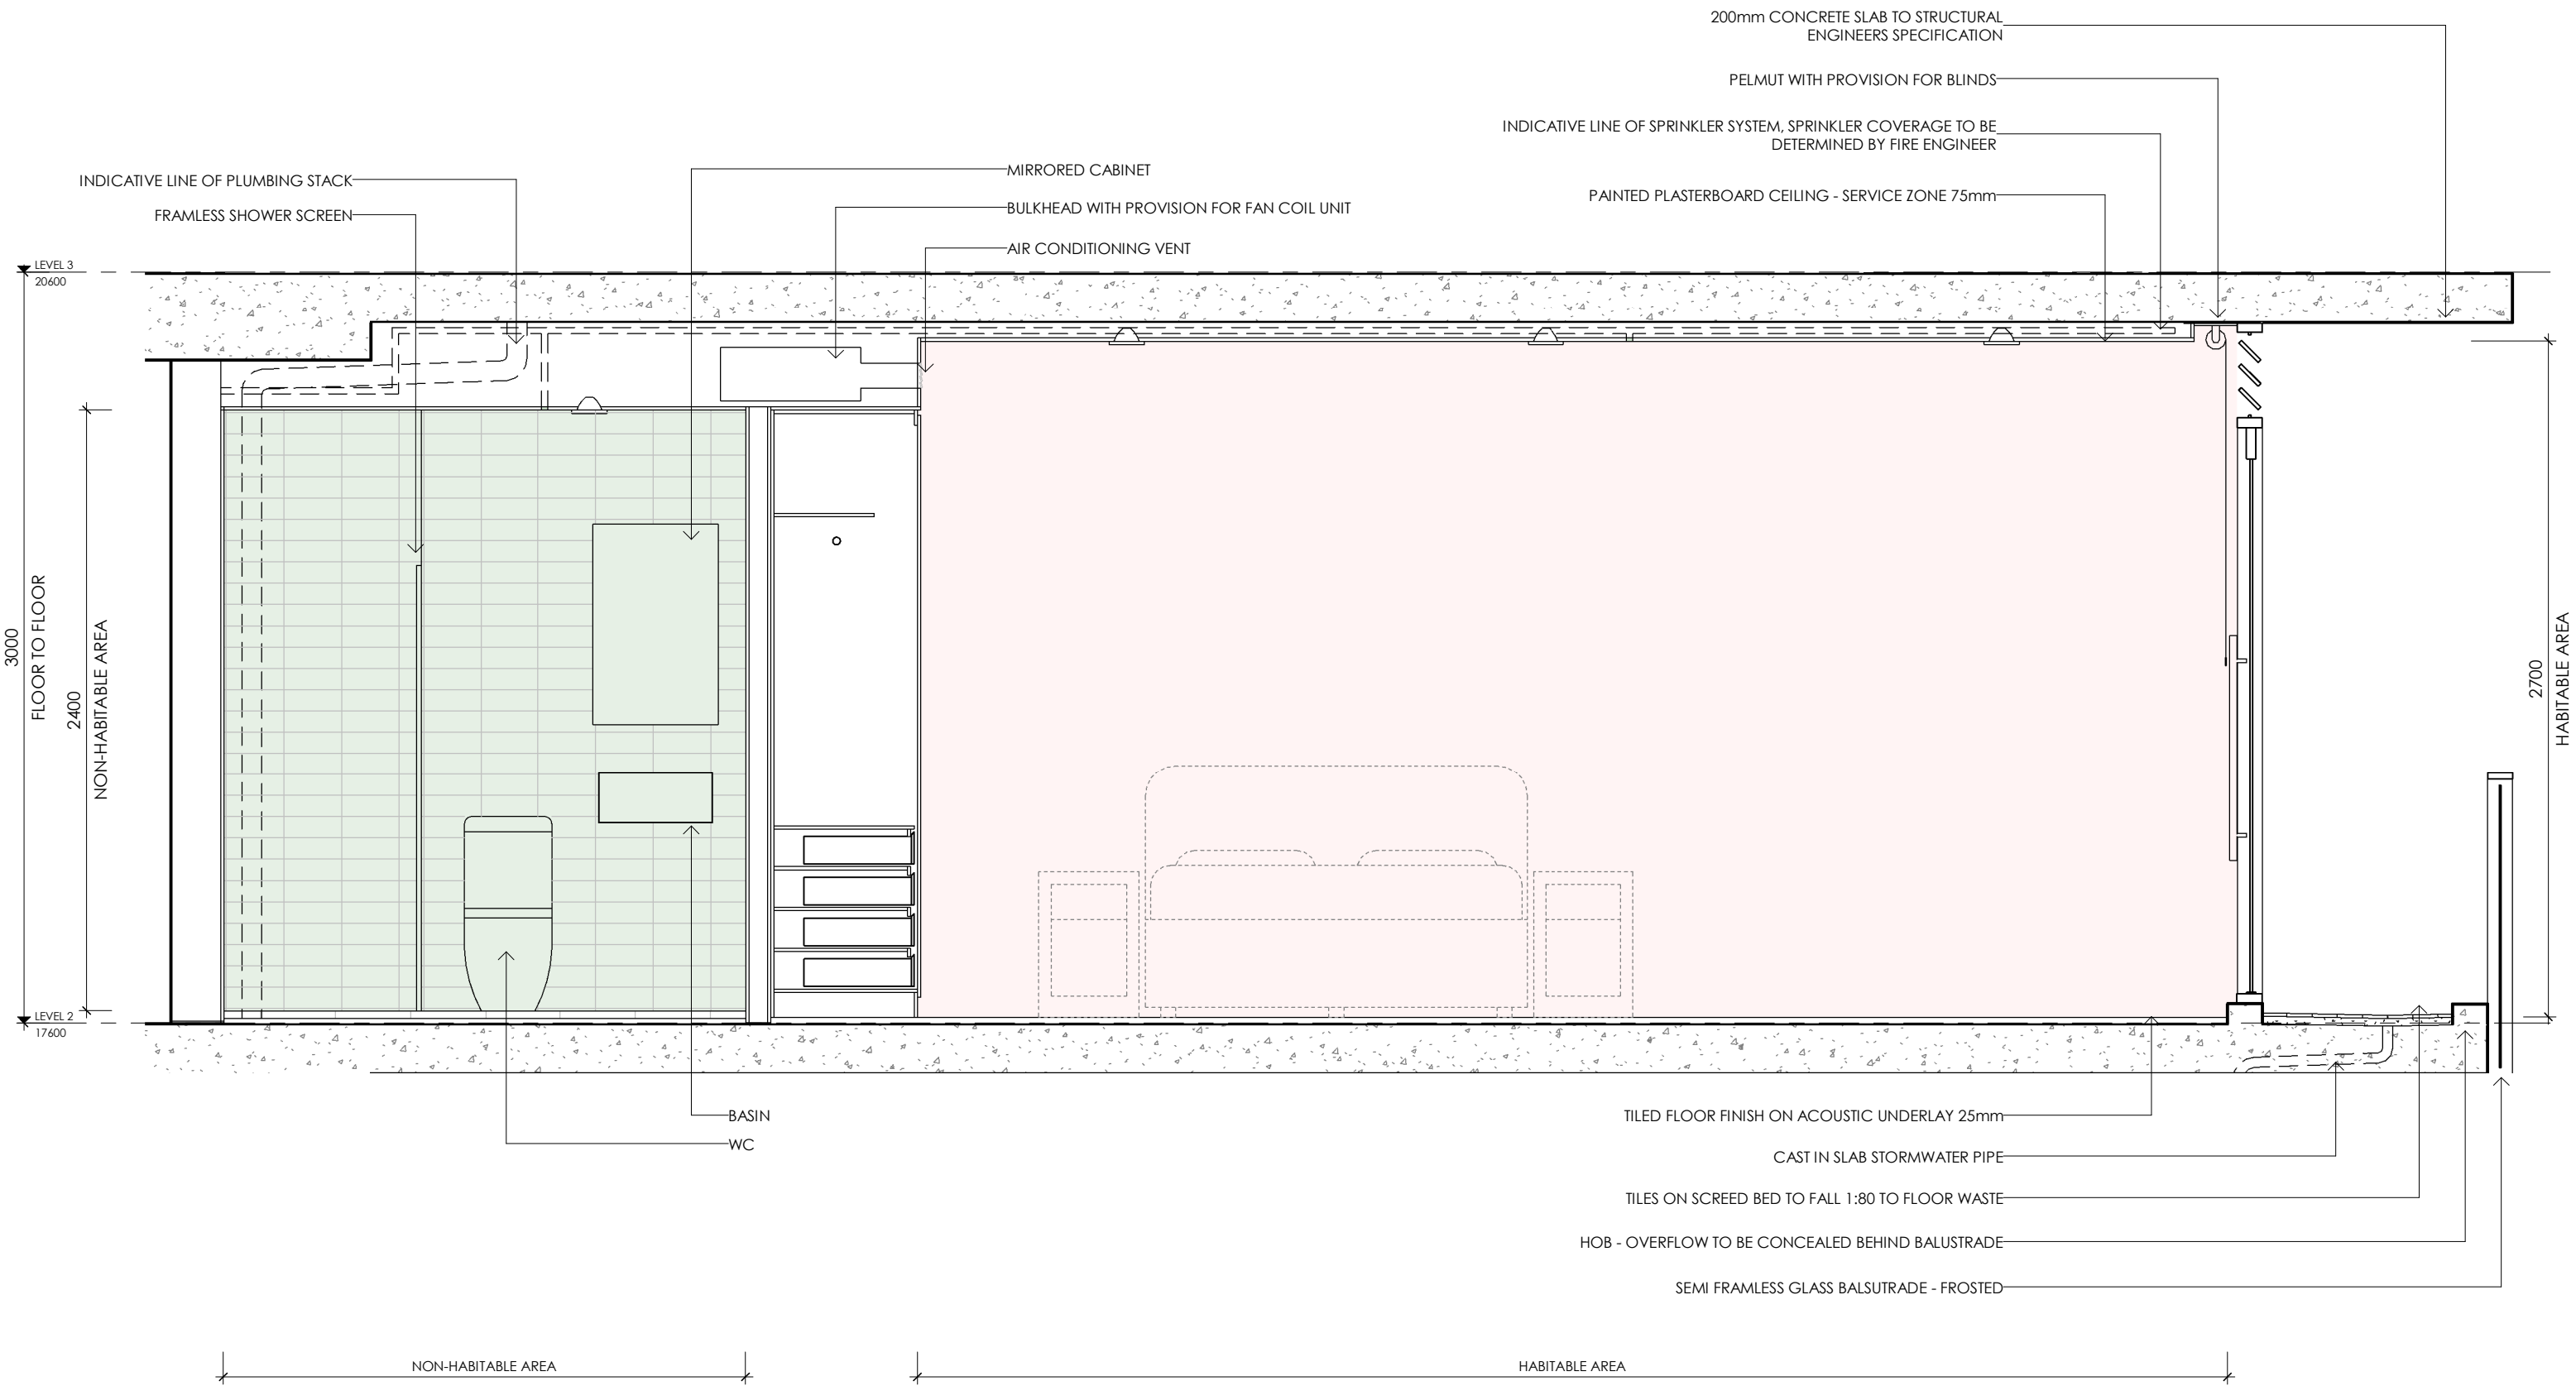 200mm CONCRETE SLAB TO STRUCTURAL
ENGINEERS SPECIFICATION
PELMUT WITH PROVISION FOR BLINDS
INDICATIVE LINE OF SPRINKLER SYSTEM, SPRINKLER COVERAGE TO BE
DETERMINED BY FIRE ENGINEER
PAINTED PLASTERBOARD CEILING - SERVICE ZONE 75mm
MIRRORED CABINET
BULKHEAD WITH PROVISION FOR FAN COIL UNIT
AIR CONDITIONING VENT
INDICATIVE LINE OF PLUMBING STACK
FRAMLESS SHOWER SCREEN
LEVEL 3
20600
3000
FLOOR TO FLOOR
2400
NON-HABITABLE AREA
2700
HABITABLE AREA
LEVEL 2
17600
BASIN
WC
TILED FLOOR FINISH ON ACOUSTIC UNDERLAY 25mm
CAST IN SLAB STORMWATER PIPE
TILES ON SCREED BED TO FALL 1:80 TO FLOOR WASTE
HOB - OVERFLOW TO BE CONCEALED BEHIND BALUSTRADE
SEMI FRAMLESS GLASS BALSUTRADE - FROSTED
NON-HABITABLE AREA
HABITABLE AREA